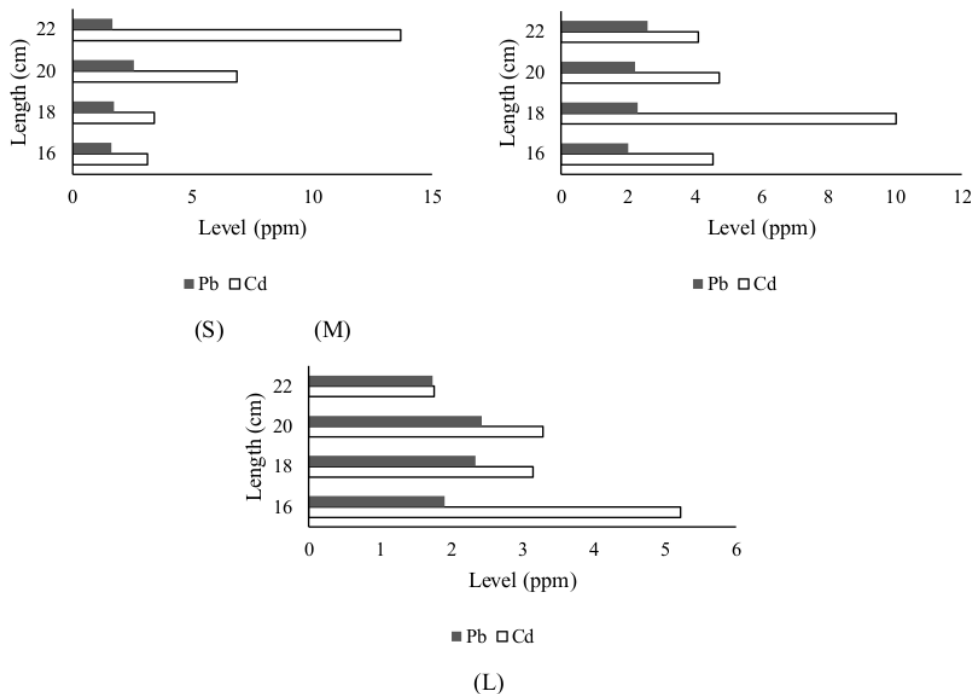 22
20
18
16
Length (cm)
0 5 10 15
Level (ppm)
Pb Cd
22
20
18
16
Length (cm)
0 2 4 6 8 10 12
Level (ppm)
Pb Cd
(S) (M)
22
20
18
16
Length (cm)
0 1 2 3 4 5 6
Level (ppm)
Pb Cd
(L)